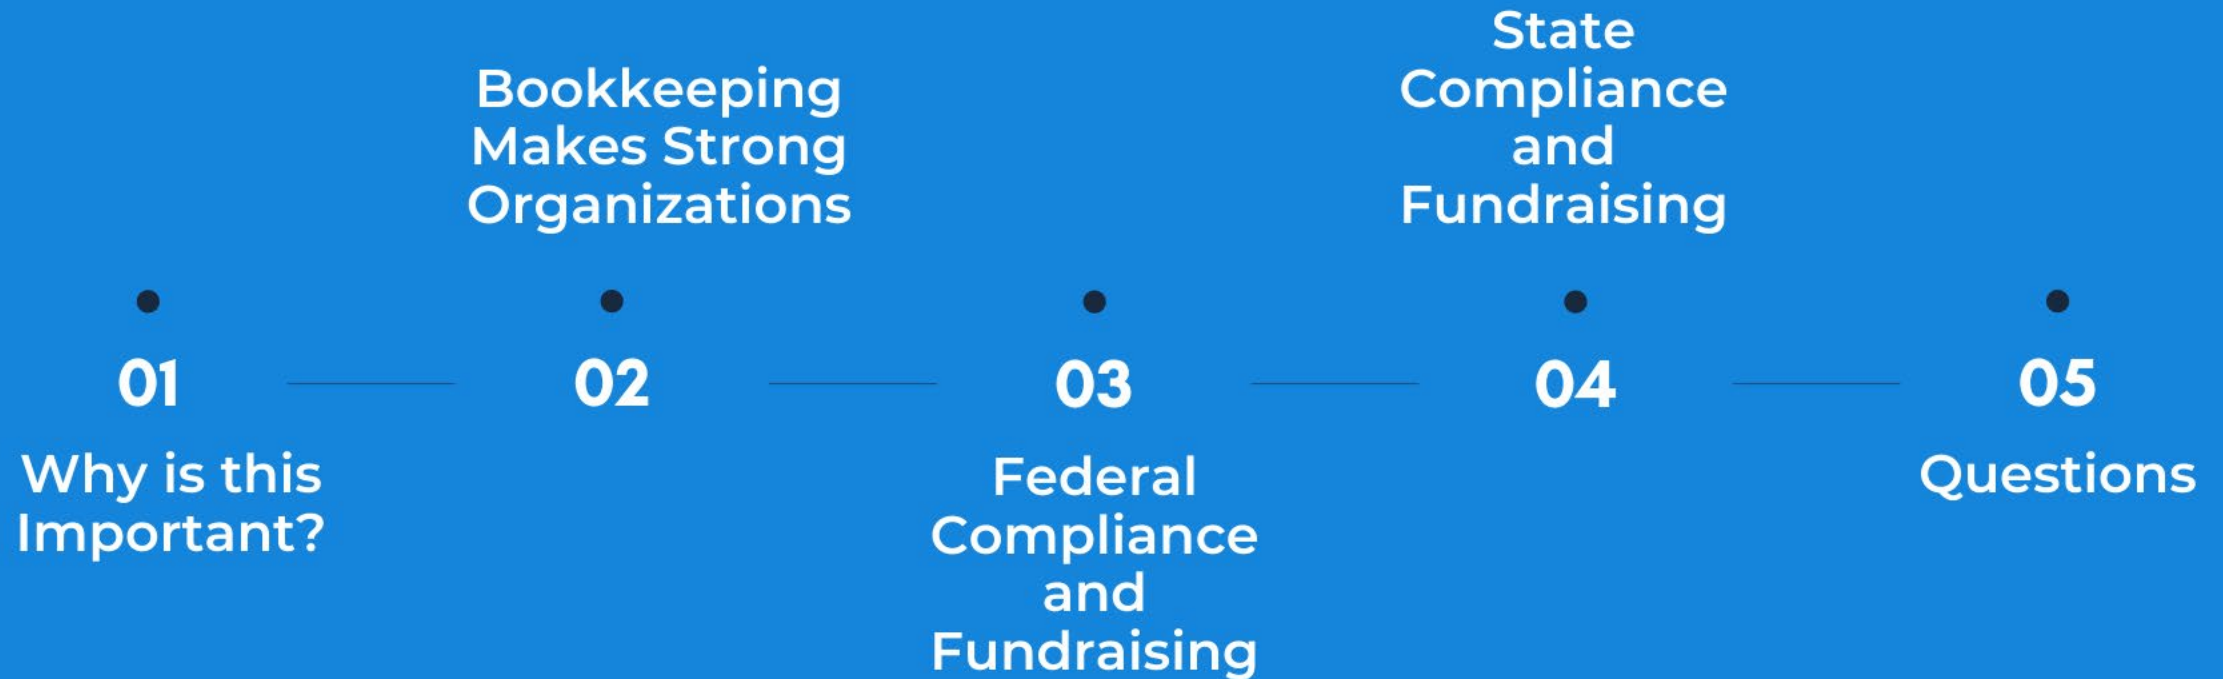 01
Why is this
Important?
Bookkeeping
Makes Strong
Organizations
02
03
Federal
Compliance
and
Fundraising
State
Compliance
and
Fundraising
04
05
Questions